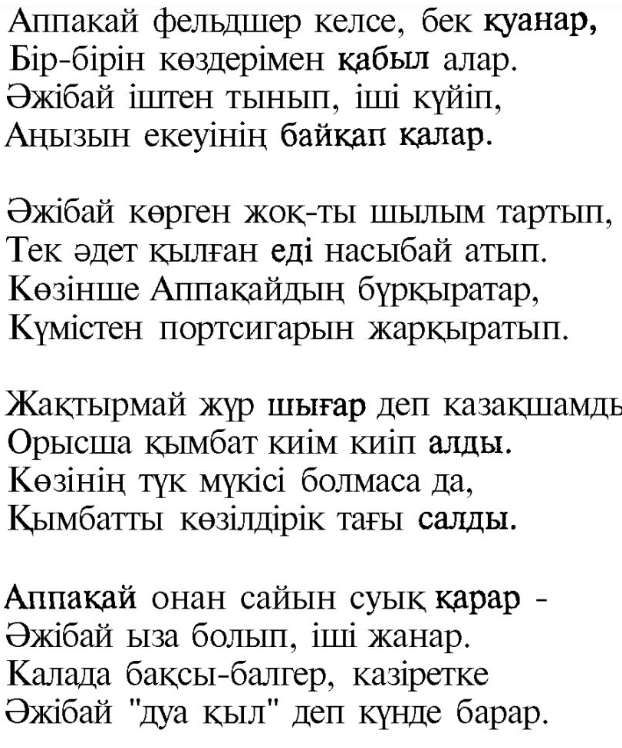 Аппакай фельдшер келсе, бек қуанар,
Бір-бірін көздерімен қабыл алар.
Әжібай іштен тынып, іші күйіп,
Аңызын екеуінің байқап қалар.
Әжібай көрген жоқ-ты шылым тартып,
Тек әдет қылған еді насыбай атып.
Көзінше Аппақайдың бұрқыратар,
Күмістен портсигарын жарқыратып.
Жақтырмай жүр шығар деп казақшамды
Орысша қымбат киім киіп алды.
Көзінің түк мүкісі болмаса да,
Қымбатты көзілдірік тағы салды.
Аппақай онан сайын суық қарар -
Әжібай ыза болып, іші жанар.
Калада бақсы-балгер, казіретке
Әжібай "дуа қыл" деп күнде барар.